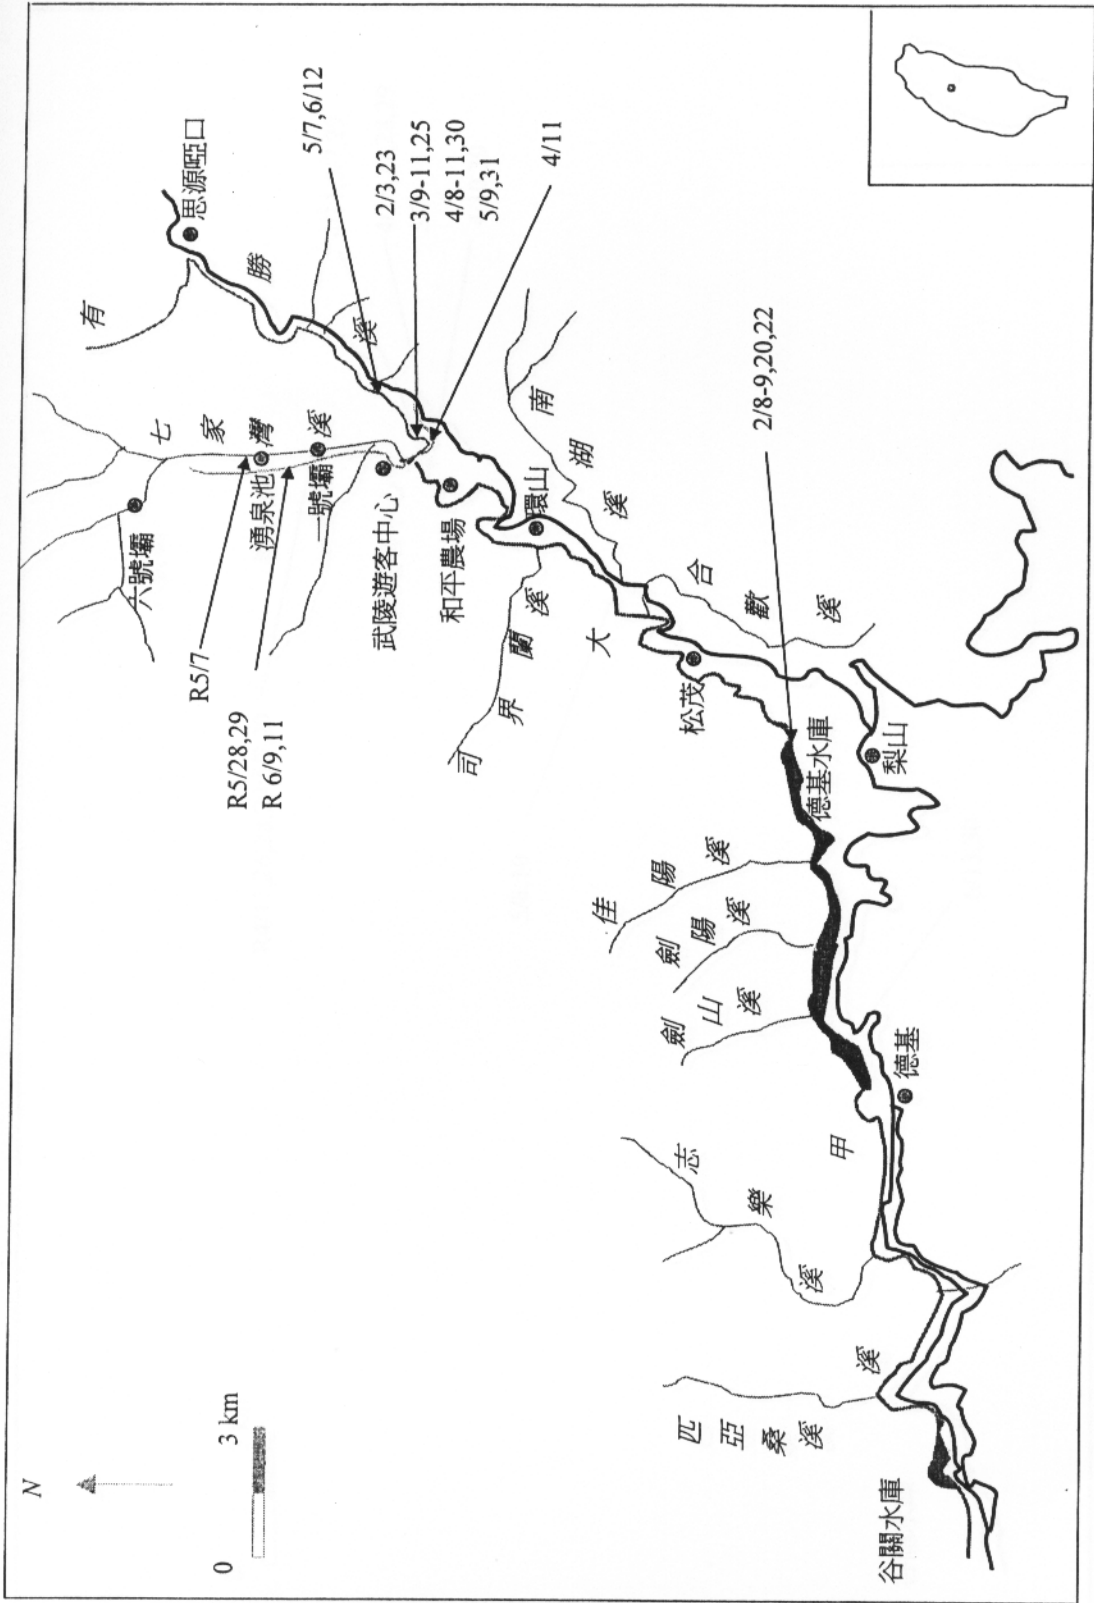 N
0 3 km
思源啞口
有勝溪
5/7,6/12
2/3,23
3/9-11,25
4/8-11,30
5/9,31
4/11
七家灣溪
六號壩
湧泉池
一號壩
武陵遊客中心
和平農場
環山
南湖溪
R5/7
R5/28,29
R 6/9,11
司界蘭溪
大甲溪
合歡溪
松茂
2/8-9,20,22
德基水庫
梨山
佳陽溪
劍陽溪
劍山溪
德基
志樂溪
匹亞桑溪
谷關水庫